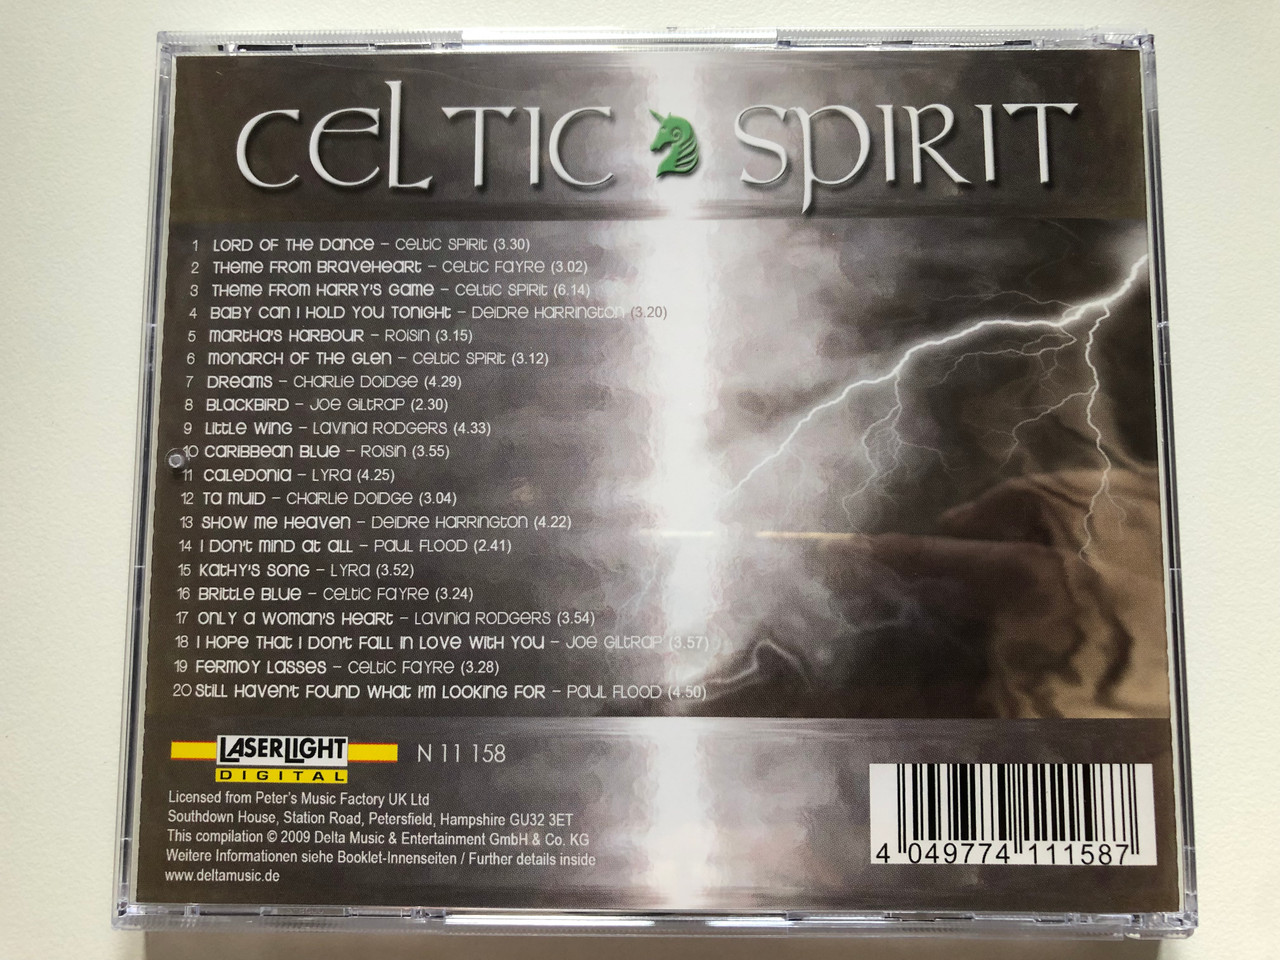 CELTIC SPIRIT
1 LORD OF THE DANCE – CELTIC SPIRIT (3.30)
2 THEME FROM BRAVEHEART – CELTIC FAYRE (3.02)
3 THEME FROM HARRY'S GAME – CELTIC SPIRIT (6.14)
4 BABY CAN I HOLD YOU TONIGHT – DEIDRE HARRINGTON (3.20)
5 MARTHA'S HARBOUR – ROISIN (3.15)
6 MONARCH OF THE GLEN – CELTIC SPIRIT (3.12)
7 DREAMS – CHARLIE DOIDGE (4.29)
8 BLACKBIRD – JOE GILTRAP (2.30)
9 LITTLE WING – LAVINIA RODGERS (4.33)
10 CARIBBEAN BLUE – ROISIN (3.55)
11 CALEDONIA – LYRA (4.25)
12 TA MUID – CHARLIE DOIDGE (3.04)
13 SHOW ME HEAVEN – DEIDRE HARRINGTON (4.22)
14 I DON'T MIND AT ALL – PAUL FLOOD (2.41)
15 KATHY'S SONG – LYRA (3.52)
16 BRITTLE BLUE – CELTIC FAYRE (3.24)
17 ONLY A WOMAN'S HEART – LAVINIA RODGERS (3.54)
18 I HOPE THAT I DON'T FALL IN LOVE WITH YOU – JOE GILTRAP (3.57)
19 FERMOY LASSES – CELTIC FAYRE (3.28)
20 STILL HAVEN'T FOUND WHAT I'M LOOKING FOR – PAUL FLOOD (4.50)
LASERLIGHT
DIGITAL
N 11 158
Licensed from Peter's Music Factory UK Ltd
Southdown House, Station Road, Petersfield, Hampshire GU32 3ET
This compilation © 2009 Delta Music & Entertainment GmbH & Co. KG
Weitere Informationen siehe Booklet-Innenseiten / Further details inside
www.deltamusic.de
4 049774 111587